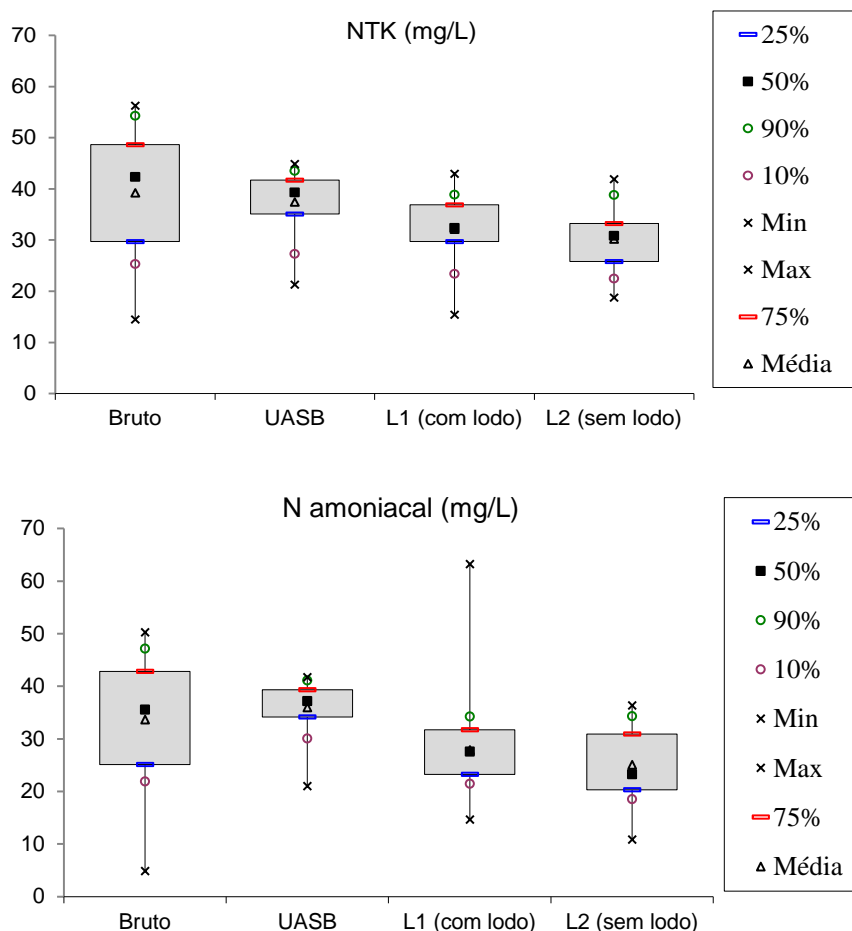 NTK (mg/L)
70
60
50
40
30
20
10
0
Bruto UASB L1 (com lodo) L2 (sem lodo)
25%
50%
90%
10%
Min
Max
75%
Média
N amoniacal (mg/L)
70
60
50
40
30
20
10
0
Bruto UASB L1 (com lodo) L2 (sem lodo)
25%
50%
90%
10%
Min
Max
75%
Média